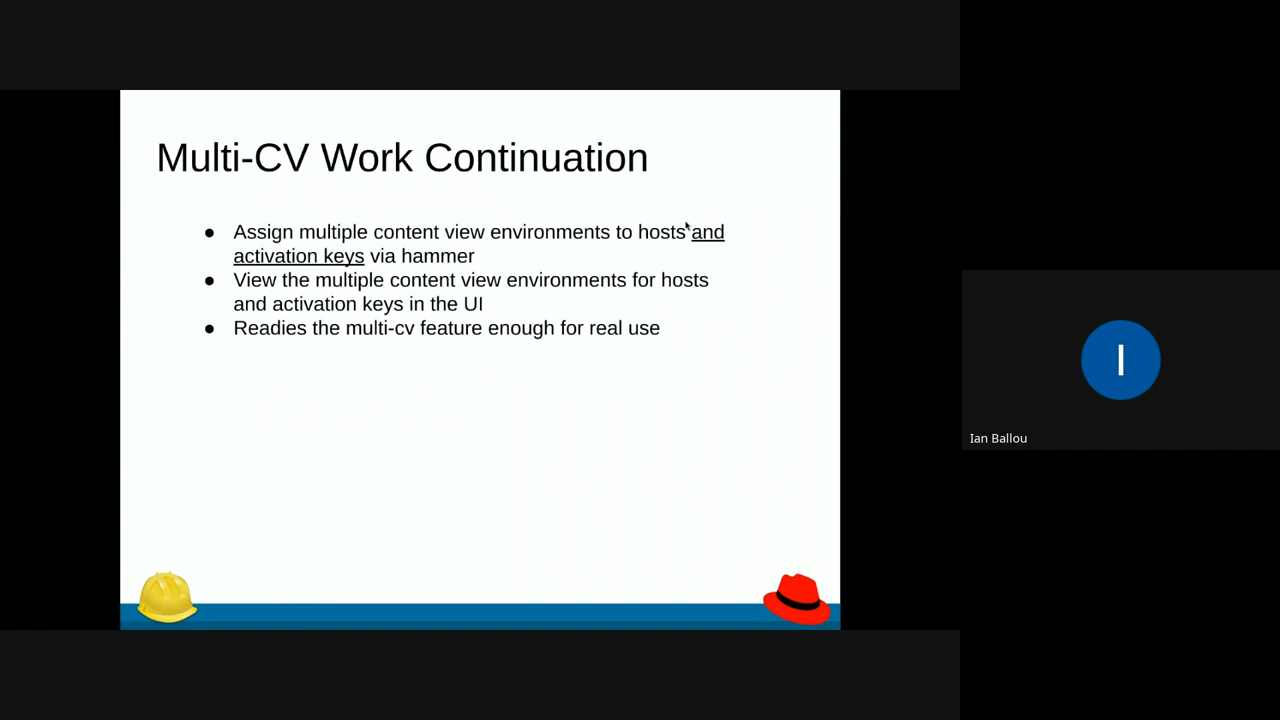 Multi-CV Work Continuation
● Assign multiple content view environments to hosts and
activation keys via hammer
● View the multiple content view environments for hosts
and activation keys in the UI
● Readies the multi-cv feature enough for real use
I
Ian Ballou